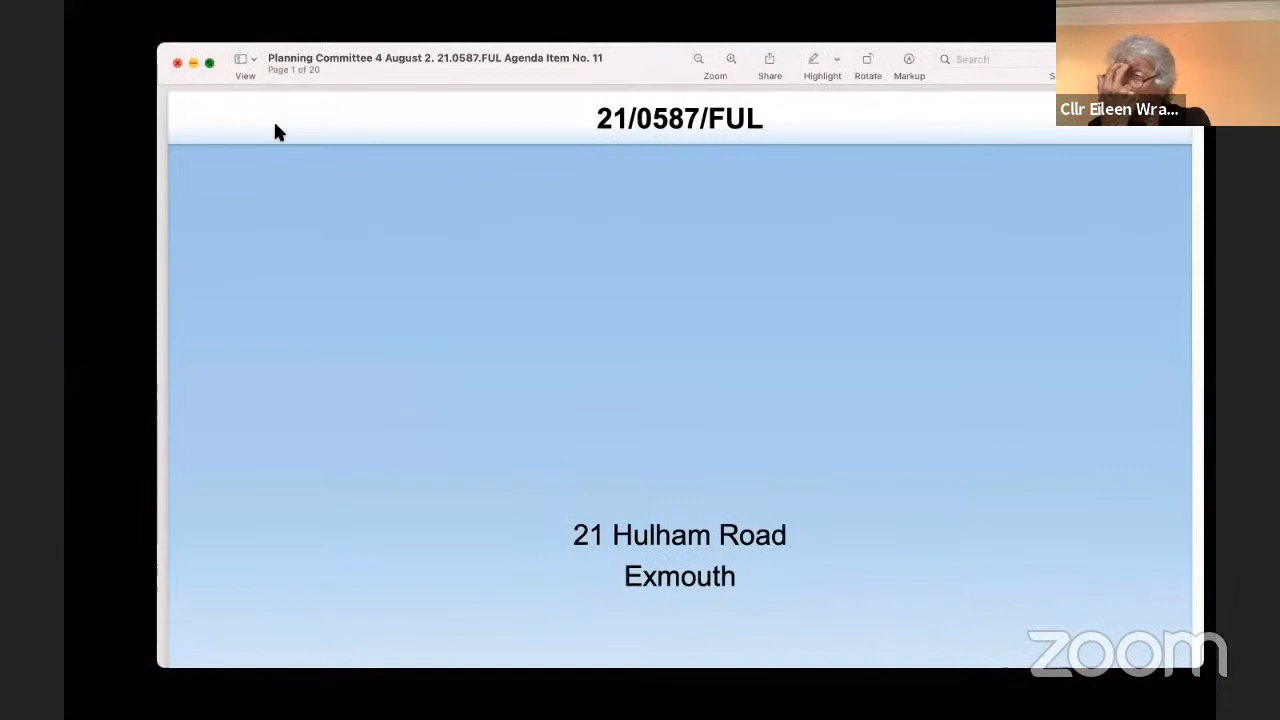 Planning Committee 4 August 2. 21.0587.FUL Agenda Item No. 11
Page 1 of 20
View
Zoom
Share
Highlight
Rotate
Markup
Search
S
Cllr Eileen Wra...
21/0587/FUL
21 Hulham Road
Exmouth
zoom